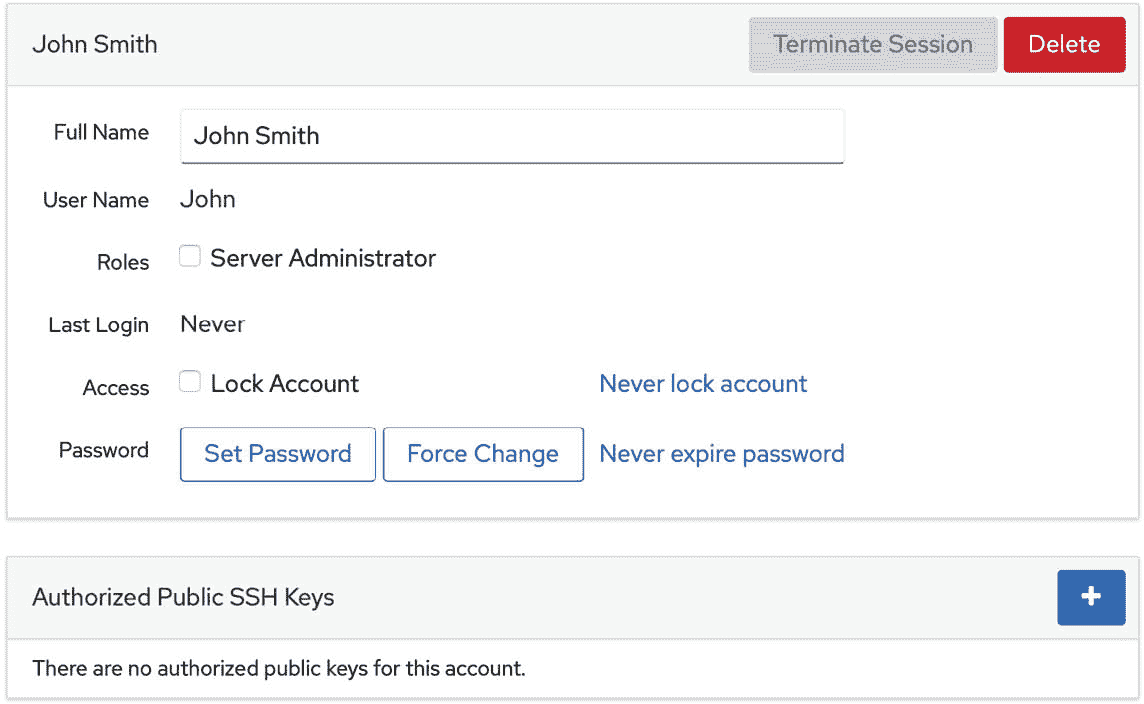 John Smith Terminate Session Delete
Full Name John Smith
User Name John
Roles Server Administrator
Last Login Never
Access Lock Account Never lock account
Password Set Password Force Change Never expire password
Authorized Public SSH Keys +
There are no authorized public keys for this account.